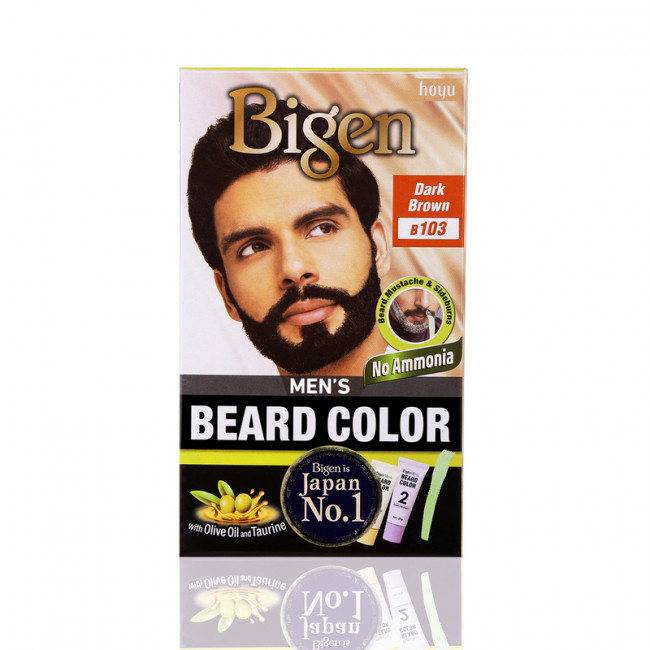 hoyu
Bigen
Dark
Brown
B103
Beard, Mustache & Sideburns
No Ammonia
MEN'S
BEARD COLOR
Bigen is
Japan
No.1
BEARD
COLOR
2
with Olive Oil and Taurine